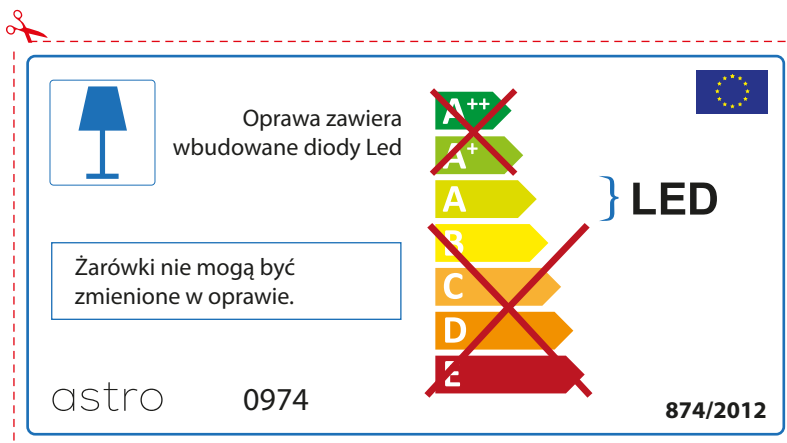 Oprawa zawiera
wbudowane diody Led
A++
A+
A
B
C
D
E
LED
Żarówki nie mogą być
zmienione w oprawie.
astro
0974
874/2012